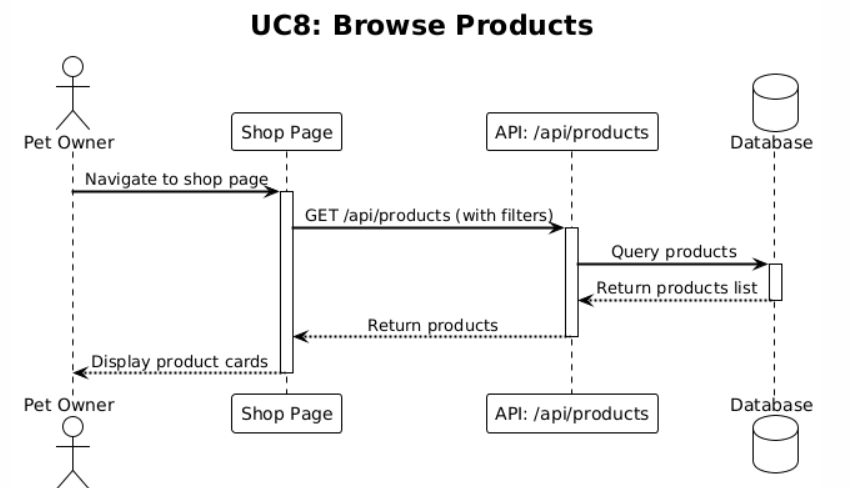 UC8: Browse Products
Pet Owner
Shop Page
API: /api/products
Database
Navigate to shop page
GET /api/products (with filters)
Query products
Return products list
Return products
Display product cards
Pet Owner
Shop Page
API: /api/products
Database